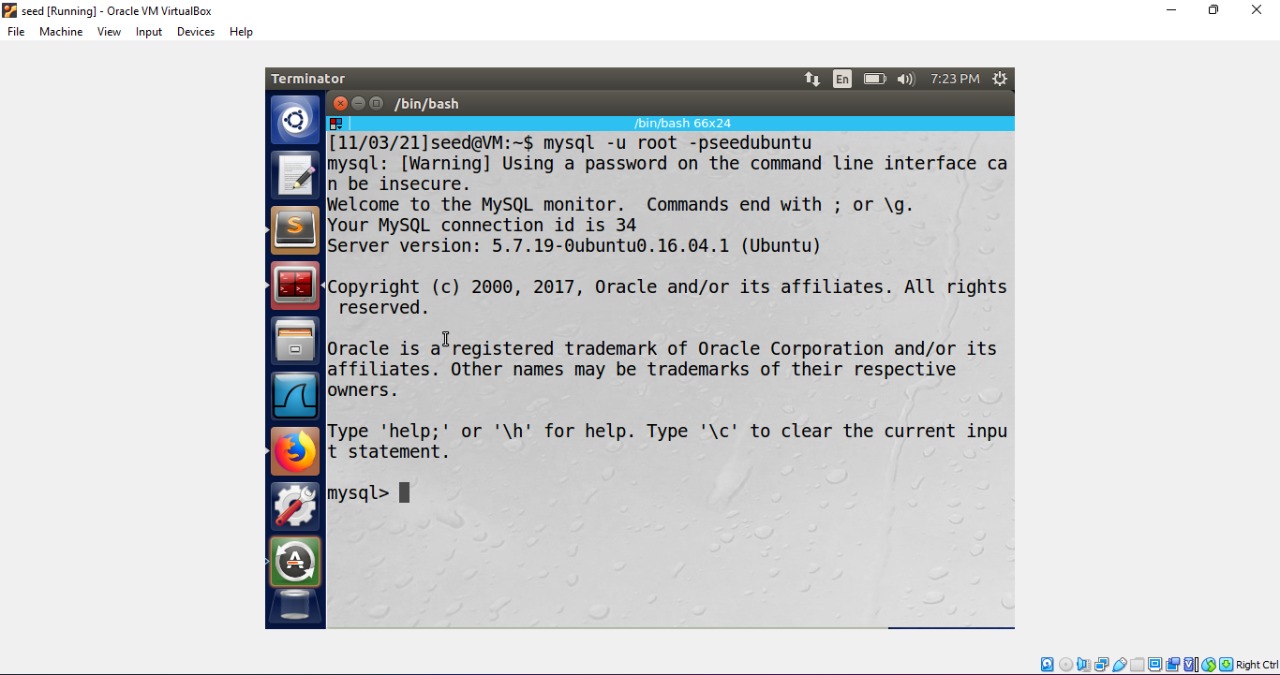 seed [Running] - Oracle VM VirtualBox
File Machine View Input Devices Help
Terminator En 7:23 PM
/bin/bash
/bin/bash 66x24
[11/03/21]seed@VM:~$ mysql -u root -pseedubuntu
mysql: [Warning] Using a password on the command line interface ca
n be insecure.
Welcome to the MySQL monitor.  Commands end with ; or \g.
Your MySQL connection id is 34
Server version: 5.7.19-0ubuntu0.16.04.1 (Ubuntu)
Copyright (c) 2000, 2017, Oracle and/or its affiliates. All rights
 reserved.
Oracle is a registered trademark of Oracle Corporation and/or its
affiliates. Other names may be trademarks of their respective
owners.
Type 'help;' or '\h' for help. Type '\c' to clear the current inpu
t statement.
mysql>
Right Ctrl